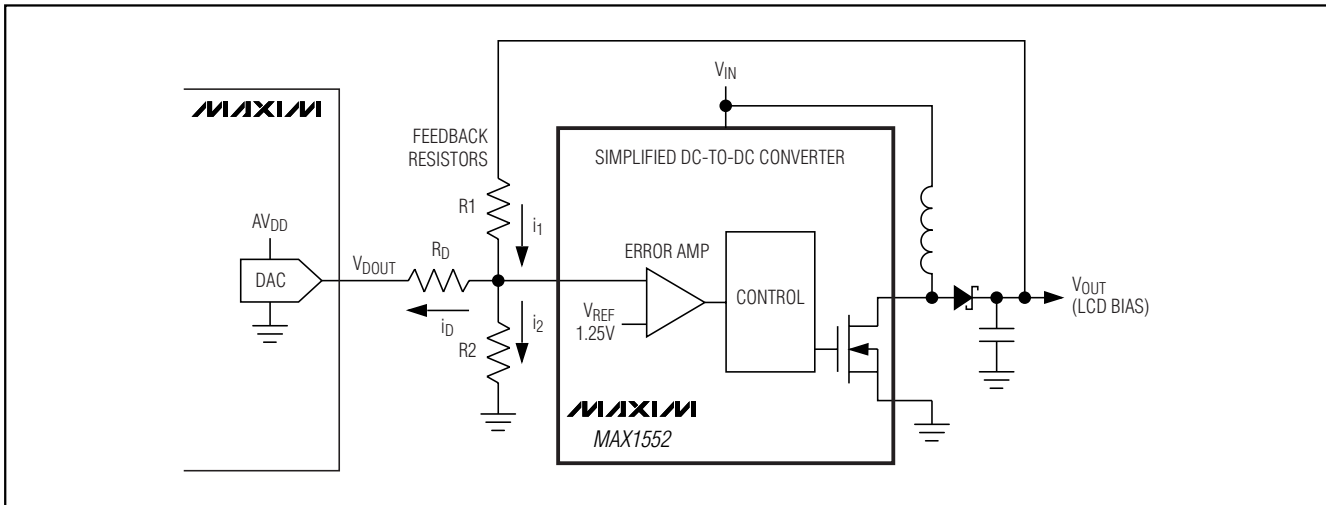 MAXIM
AVDD
DAC
VDOUT
RD
iD
FEEDBACK
RESISTORS
R1
i1
R2
i2
VIN
SIMPLIFIED DC-TO-DC CONVERTER
ERROR AMP
VREF
1.25V
CONTROL
MAXIM
MAX1552
VOUT
(LCD BIAS)